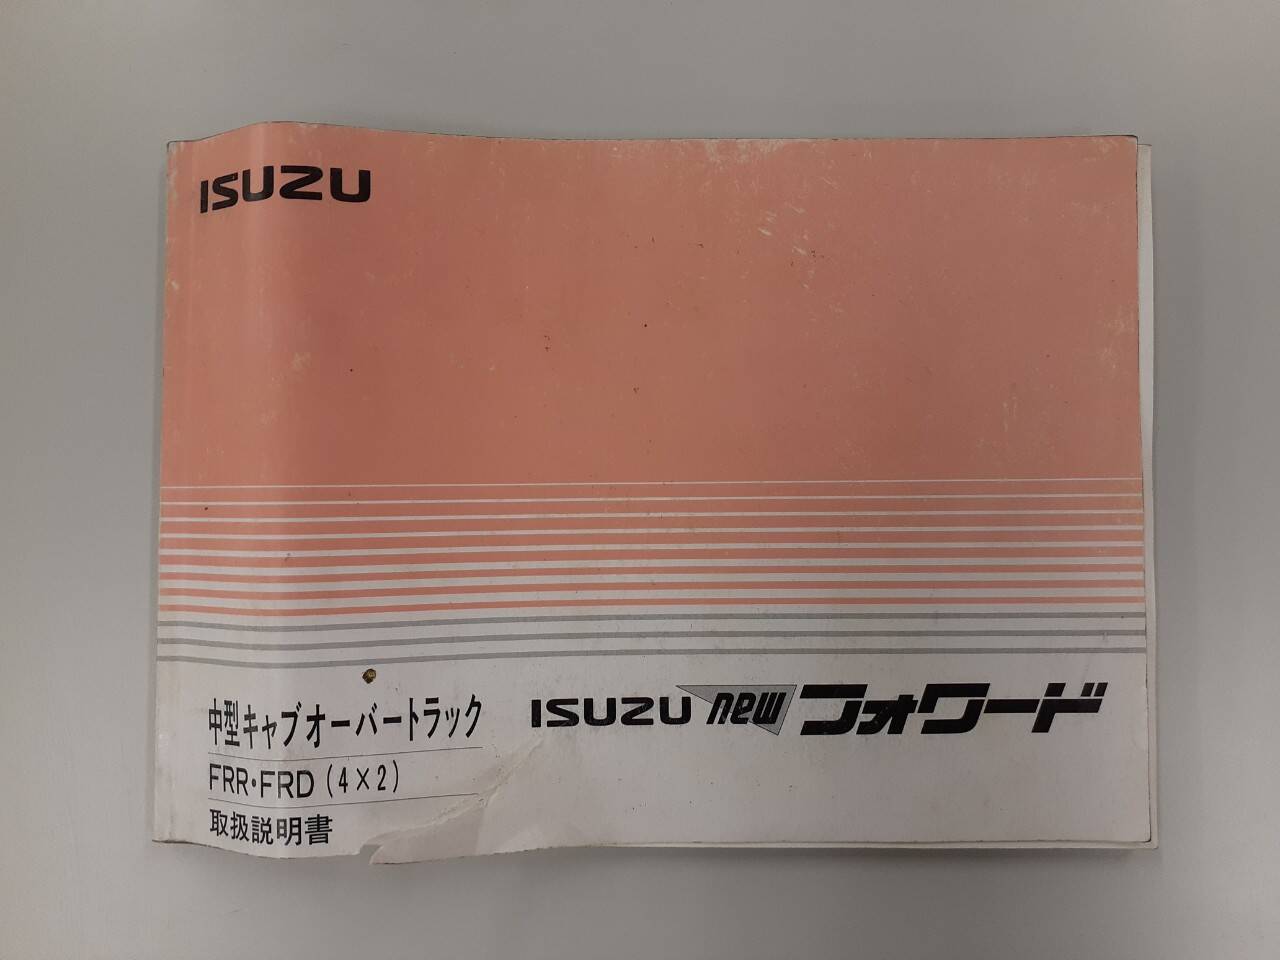 ISUZU
中型キャブオーバートラック
FRR・FRD(4×2)
取扱説明書
ISUZU new フォワード